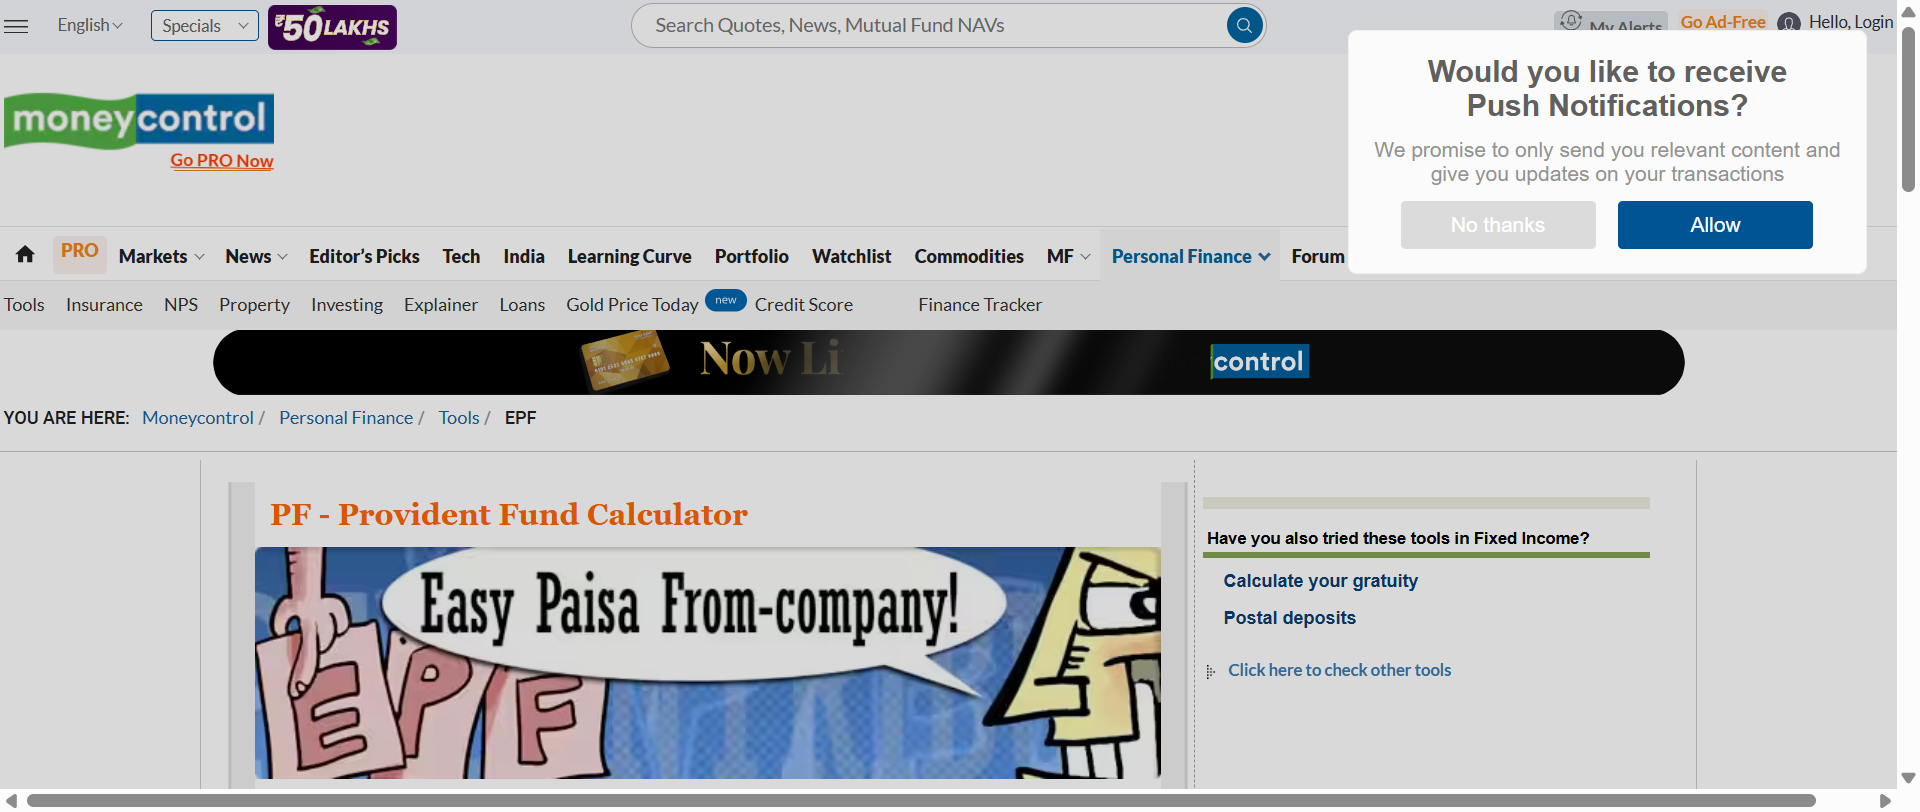 English
Specials
₹50 LAKHS
Search Quotes, News, Mutual Fund NAVs
My Alerts
Go Ad-Free
Hello, Login
Would you like to receive
Push Notifications?
We promise to only send you relevant content and
give you updates on your transactions
No thanks
Allow
moneycontrol
Go PRO Now
PRO Markets News Editor's Picks Tech India Learning Curve Portfolio Watchlist Commodities MF Personal Finance Forum
Tools Insurance NPS Property Investing Explainer Loans Gold Price Today new Credit Score Finance Tracker
Now Li
control
YOU ARE HERE: Moneycontrol / Personal Finance / Tools / EPF
PF - Provident Fund Calculator
Easy Paisa From-company!
EPF
Have you also tried these tools in Fixed Income?
Calculate your gratuity
Postal deposits
Click here to check other tools